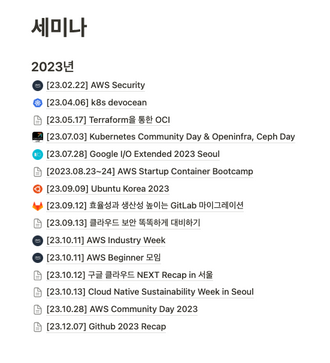 세미나
2023년
[23.02.22] AWS Security
[23.04.06] k8s devocean
[23.05.17] Terraform을 통한 OCI
[23.07.03] Kubernetes Community Day & Openinfra, Ceph Day
[23.07.28] Google I/O Extended 2023 Seoul
[2023.08.23~24] AWS Startup Container Bootcamp
[23.09.09] Ubuntu Korea 2023
[23.09.12] 효율성과 생산성 높이는 GitLab 마이그레이션
[23.09.13] 클라우드 보안 똑똑하게 대비하기
[23.10.11] AWS Industry Week
[23.10.11] AWS Beginner 모임
[23.10.12] 구글 클라우드 NEXT Recap in 서울
[23.10.13] Cloud Native Sustainability Week in Seoul
[23.10.28] AWS Community Day 2023
[23.12.07] Github 2023 Recap